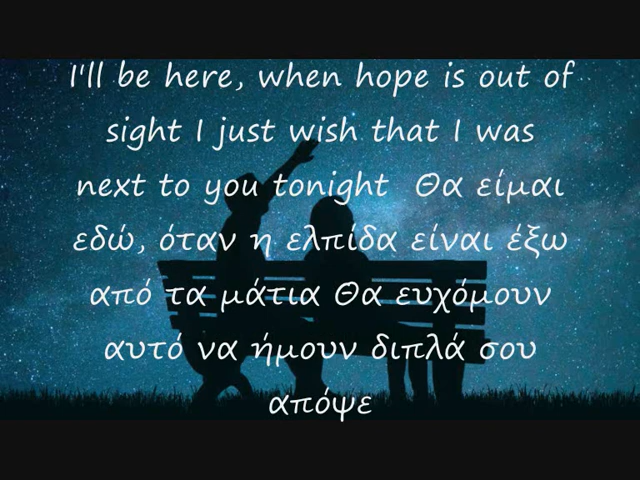 I'll be here, when hope is out of
sight I just wish that I was
next to you tonight Θα είμαι
εδώ, όταν η ελπίδα είναι έξω
από τα μάτια Θα ευχόμουν
αυτό να ήμουν διπλά σου
απόψε